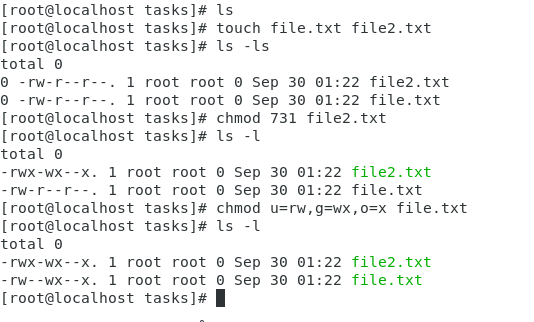 [root@localhost tasks]# ls
[root@localhost tasks]# touch file.txt file2.txt
[root@localhost tasks]# ls -ls
total 0
0 -rw-r--r--. 1 root root 0 Sep 30 01:22 file2.txt
0 -rw-r--r--. 1 root root 0 Sep 30 01:22 file.txt
[root@localhost tasks]# chmod 731 file2.txt
[root@localhost tasks]# ls -l
total 0
-rwx-wx--x. 1 root root 0 Sep 30 01:22 file2.txt
-rw-r--r--. 1 root root 0 Sep 30 01:22 file.txt
[root@localhost tasks]# chmod u=rw,g=wx,o=x file.txt
[root@localhost tasks]# ls -l
total 0
-rwx-wx--x. 1 root root 0 Sep 30 01:22 file2.txt
-rw--wx--x. 1 root root 0 Sep 30 01:22 file.txt
[root@localhost tasks]#